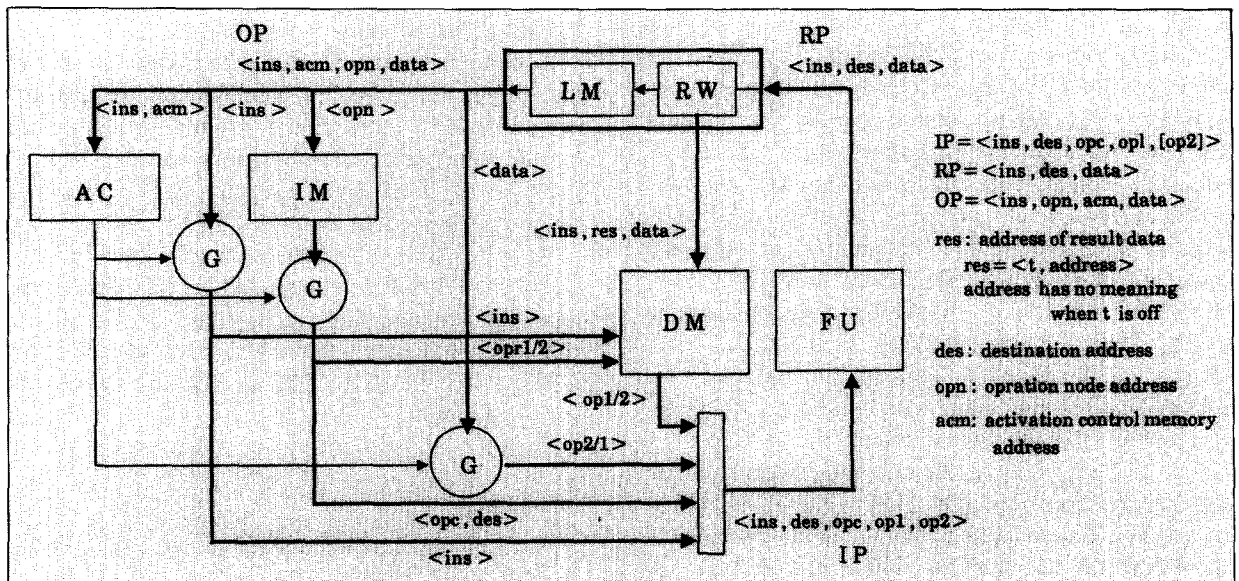 OP
RP
<ins,acm,opn,data>
<ins,des,data>
LM
RW
<ins,acm>
<ins>
<opn>
AC
IM
<data>
IP=<ins,des,opc,op1,[op2]>
RP=<ins,des,data>
OP=<ins,opn,acm,data>
<ins,res,data>
res: address of result data
res=<t,address>
address has no meaning
when t is off
G
G
DM
FU
<ins>
<opr1/2>
des: destination address
<op1/2>
opn: opration node address
acm: activation control memory
address
G
<op2/1>
<opc,des>
<ins,des,opc,op1,op2>
<ins>
IP